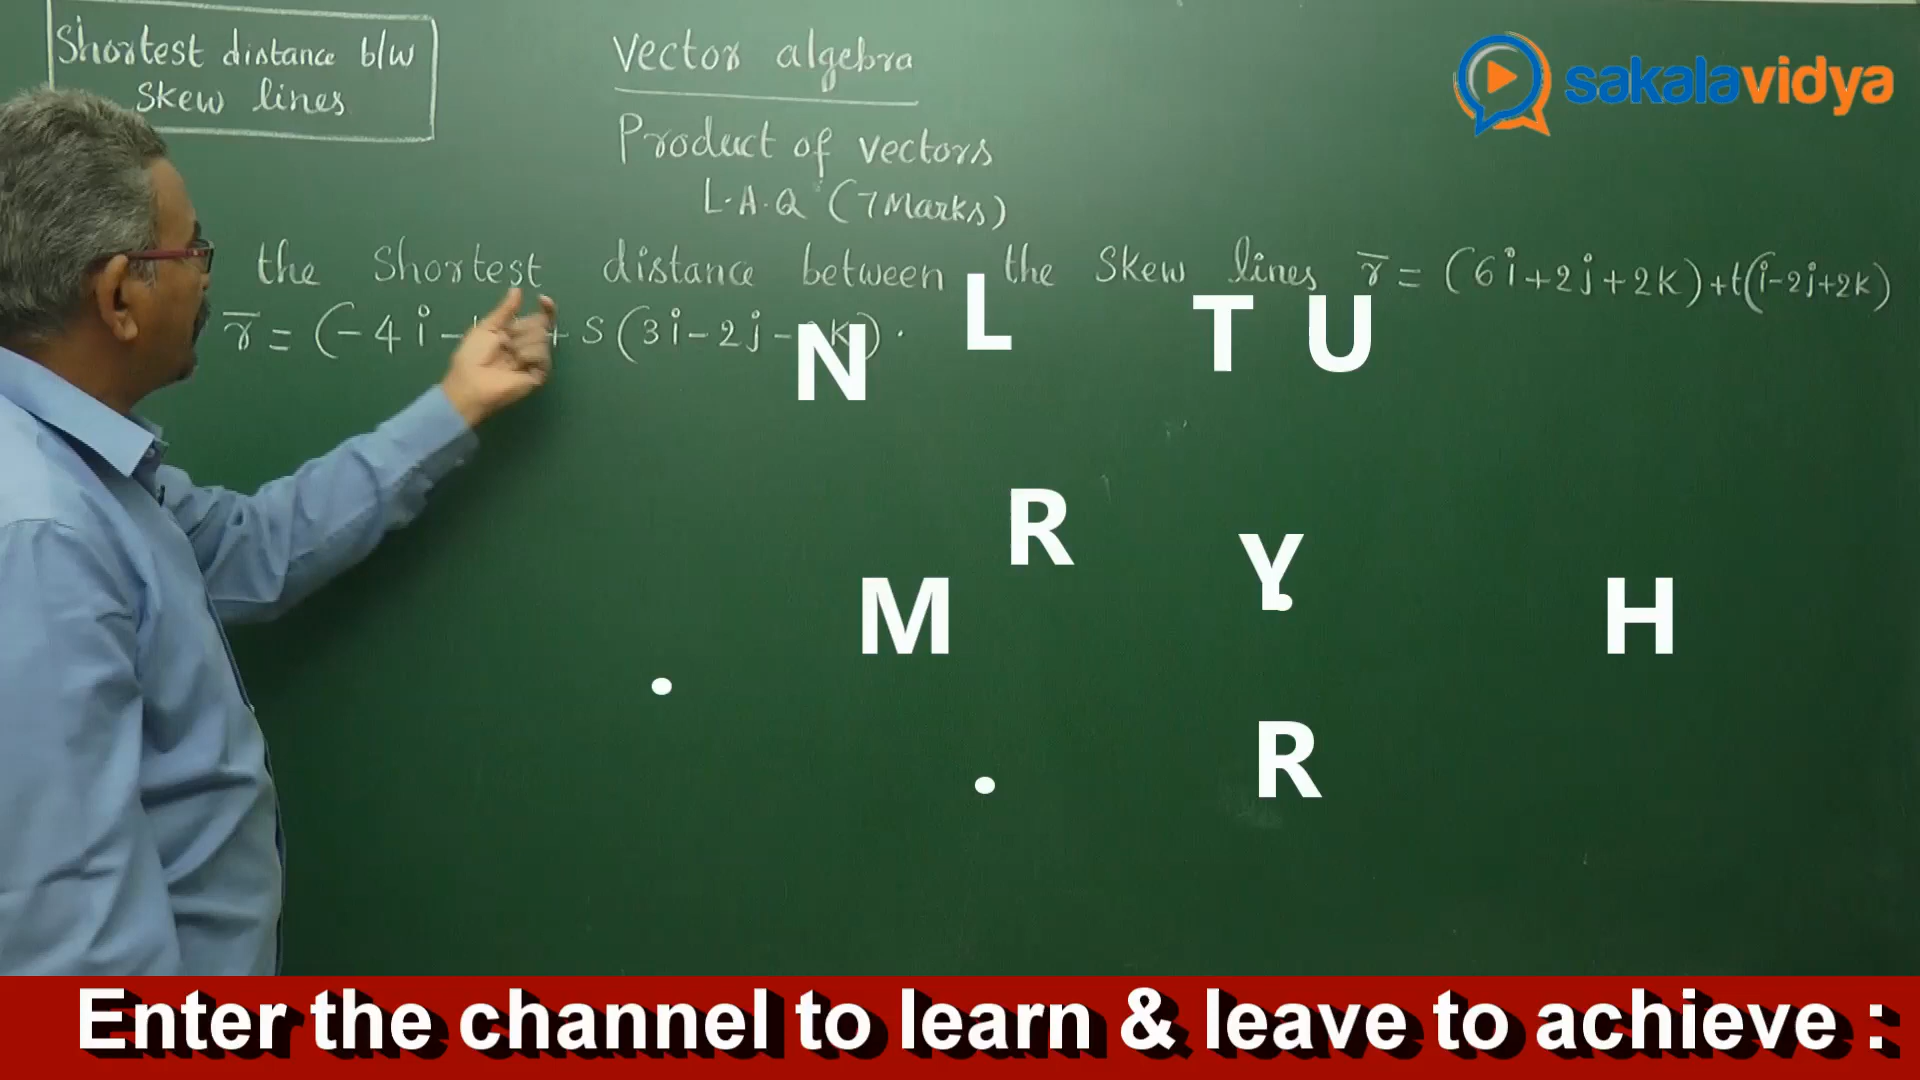 Shortest distance b/w
skew lines
Vector algebra
Product of vectors
L.A.Q (7 Marks)
sakalavidya
the shortest distance between the skew lines r̅ = (6i+2j+2k)+t(i-2j+2k)
r̅ = (-4i - + s(3i-2j- k).
N L T U
R Y
M H
R
Enter the channel to learn & leave to achieve :